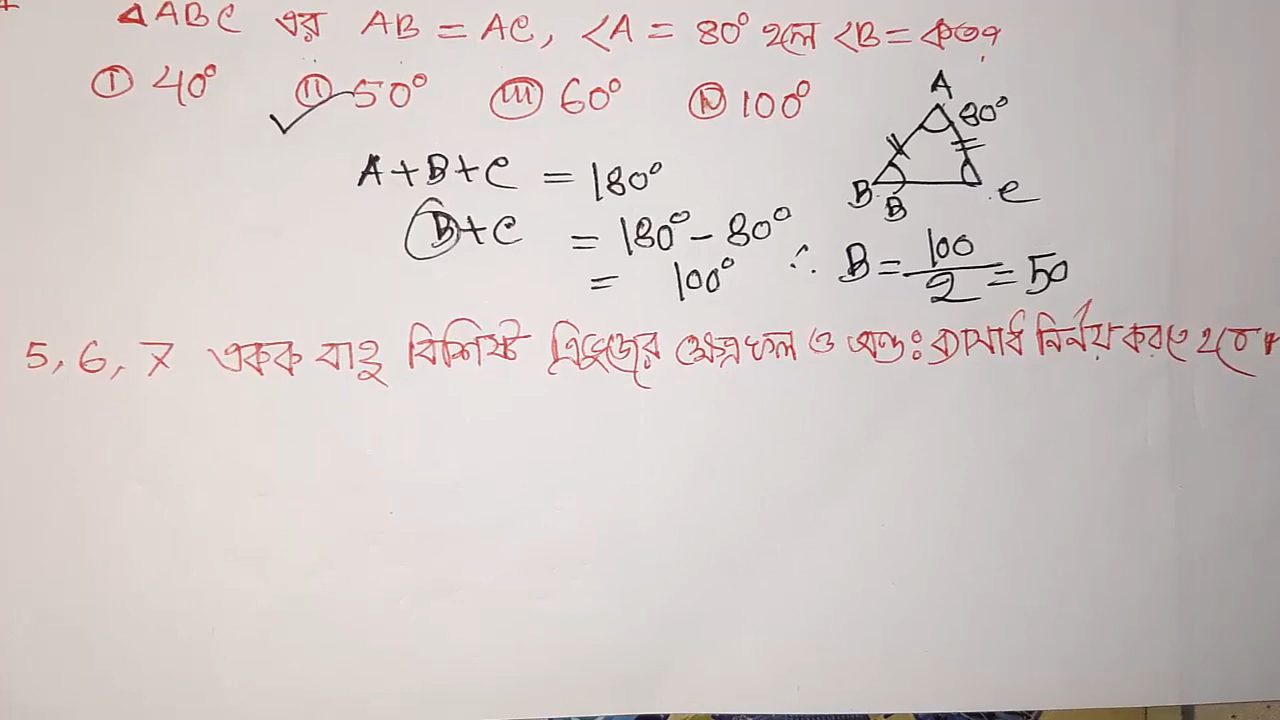 △ABC এর AB = AC, <A = 80° হলে <B = কত?
I 40° II 50° III 60° IV 100°
A
80°
B
B
C
A+B+C = 180°
B+C = 180° - 80°
= 100°
∴ B = 100/2 = 50
5, 6, 7 একক বাহু বিশিষ্ট ত্রিভুজের ক্ষেত্রফল ও অন্তঃব্যাসার্ধ নির্ণয় করতে হবে।